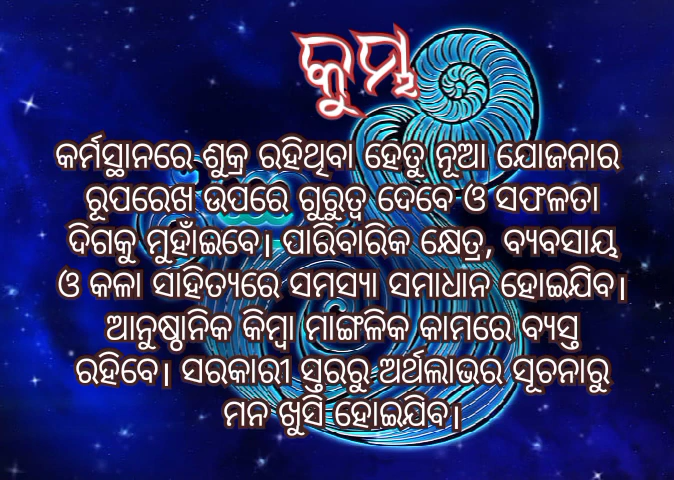 କୁମ୍ଭ
କର୍ମସ୍ଥାନରେ ଶୁକ୍ର ରହିଥିବା ହେତୁ ନୂଆ ଯୋଜନାର
ରୂପରେଖ ଉପରେ ଗୁରୁତ୍ୱ ଦେବେ ଓ ସଫଳତା
ଦିଗକୁ ମୁହାଁଇବେ। ପାରିବାରିକ କ୍ଷେତ୍ର, ବ୍ୟବସାୟ
ଓ କଳା ସାହିତ୍ୟରେ ସମସ୍ୟା ସମାଧାନ ହୋଇଯିବ।
ଆନୁଷ୍ଠାନିକ କିମ୍ବା ମାଙ୍ଗଳିକ କାମରେ ବ୍ୟସ୍ତ
ରହିବେ। ସରକାରୀ ସ୍ତରରୁ ଅର୍ଥଲାଭର ସୂଚନାରୁ
ମନ ଖୁସି ହୋଇଯିବ।